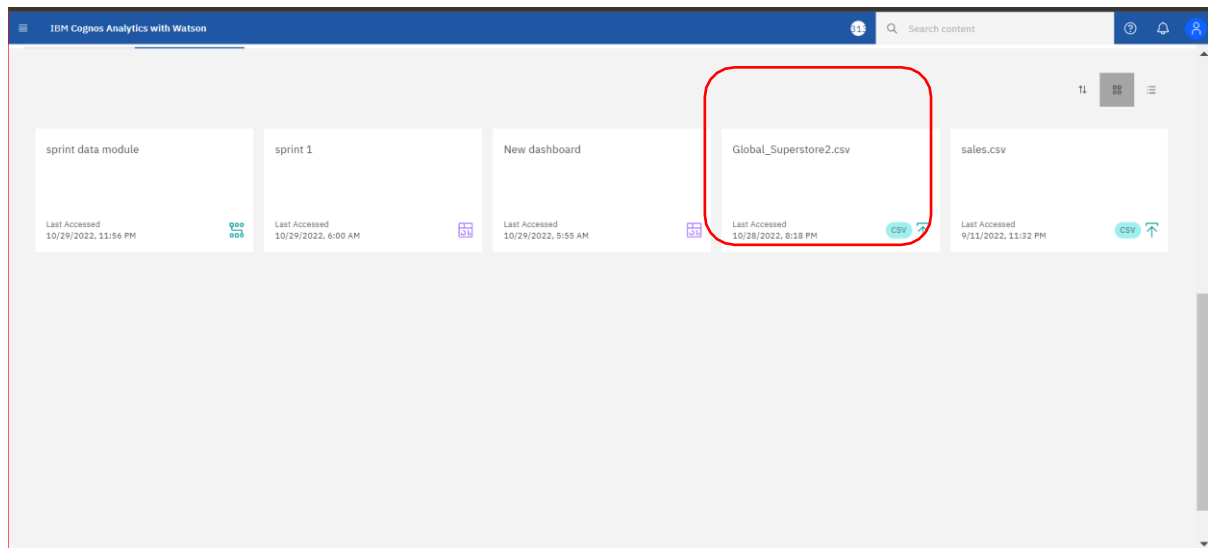 IBM Cognos Analytics with Watson
Search content
sprint data module
Last Accessed
10/29/2022, 11:56 PM
sprint 1
Last Accessed
10/29/2022, 6:00 AM
New dashboard
Last Accessed
10/29/2022, 5:55 AM
Global_Superstore2.csv
Last Accessed
10/28/2022, 8:18 PM
CSV
sales.csv
Last Accessed
9/11/2022, 11:32 PM
CSV